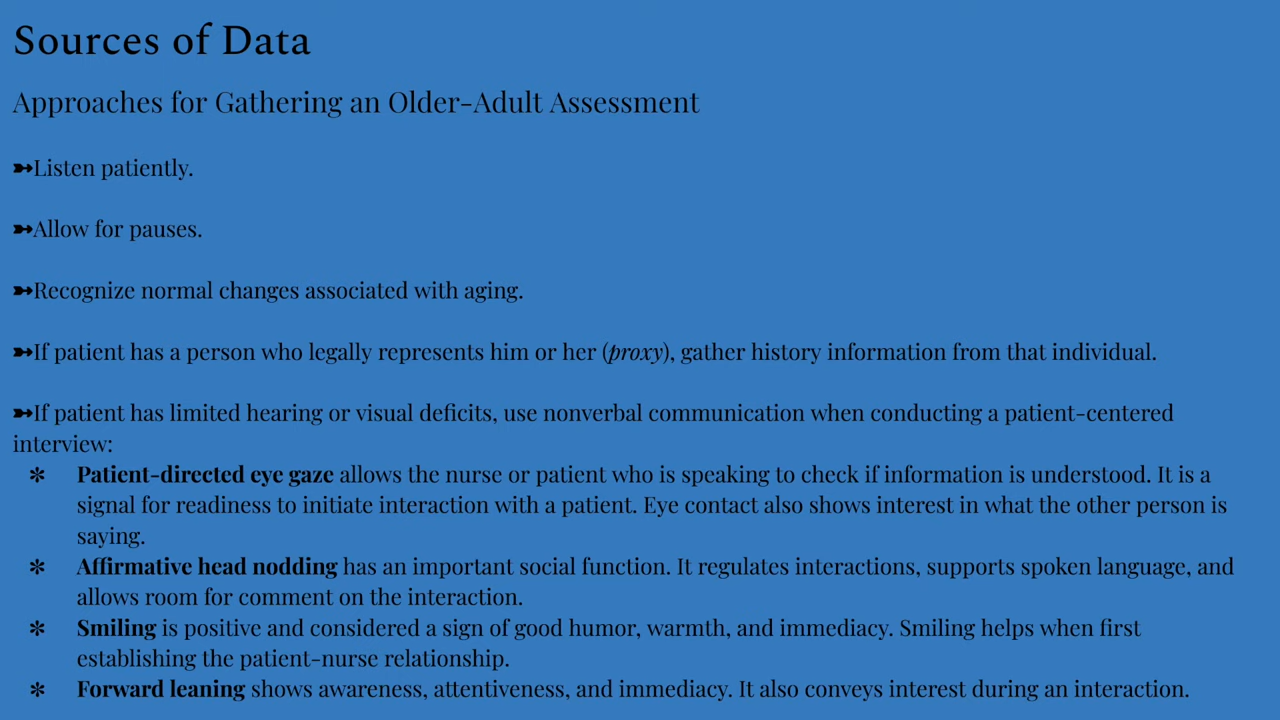 Sources of Data
Approaches for Gathering an Older-Adult Assessment
➽Listen patiently.
➽Allow for pauses.
➽Recognize normal changes associated with aging.
➽If patient has a person who legally represents him or her (proxy), gather history information from that individual.
➽If patient has limited hearing or visual deficits, use nonverbal communication when conducting a patient-centered
interview:
✻ Patient-directed eye gaze allows the nurse or patient who is speaking to check if information is understood. It is a
signal for readiness to initiate interaction with a patient. Eye contact also shows interest in what the other person is
saying.
✻ Affirmative head nodding has an important social function. It regulates interactions, supports spoken language, and
allows room for comment on the interaction.
✻ Smiling is positive and considered a sign of good humor, warmth, and immediacy. Smiling helps when first
establishing the patient-nurse relationship.
✻ Forward leaning shows awareness, attentiveness, and immediacy. It also conveys interest during an interaction.